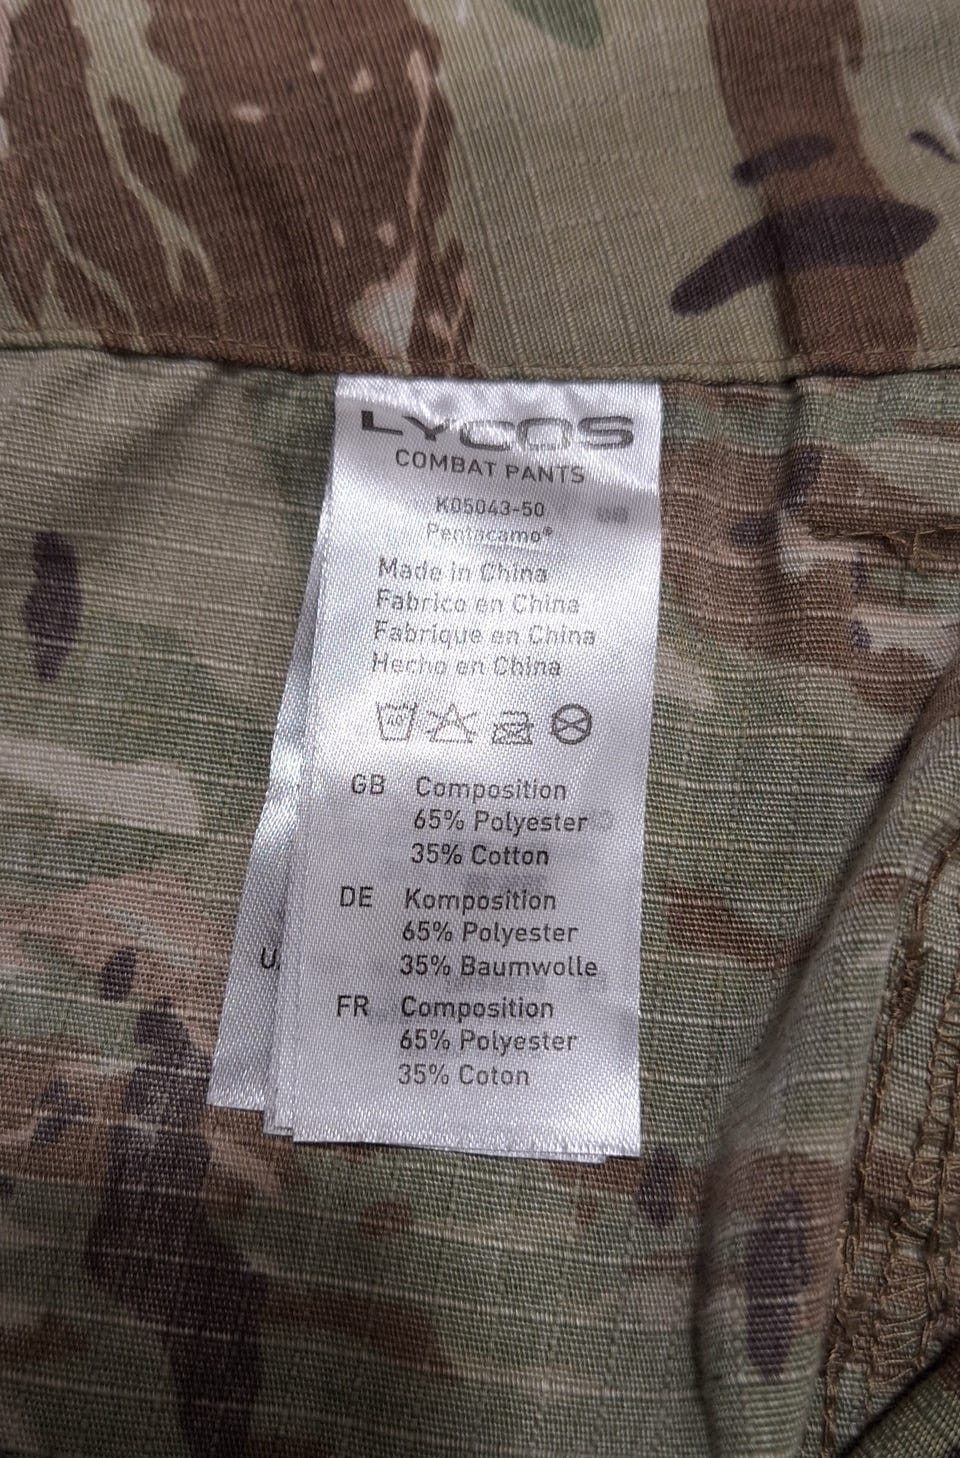 LYCOS
COMBAT PANTS
K05043-50
Pentacamo®
Made in China
Fabrico en China
Fabrique en China
Hecho en China
40°
GB Composition
65% Polyester
35% Cotton
DE Komposition
65% Polyester
35% Baumwolle
FR Composition
65% Polyester
35% Coton